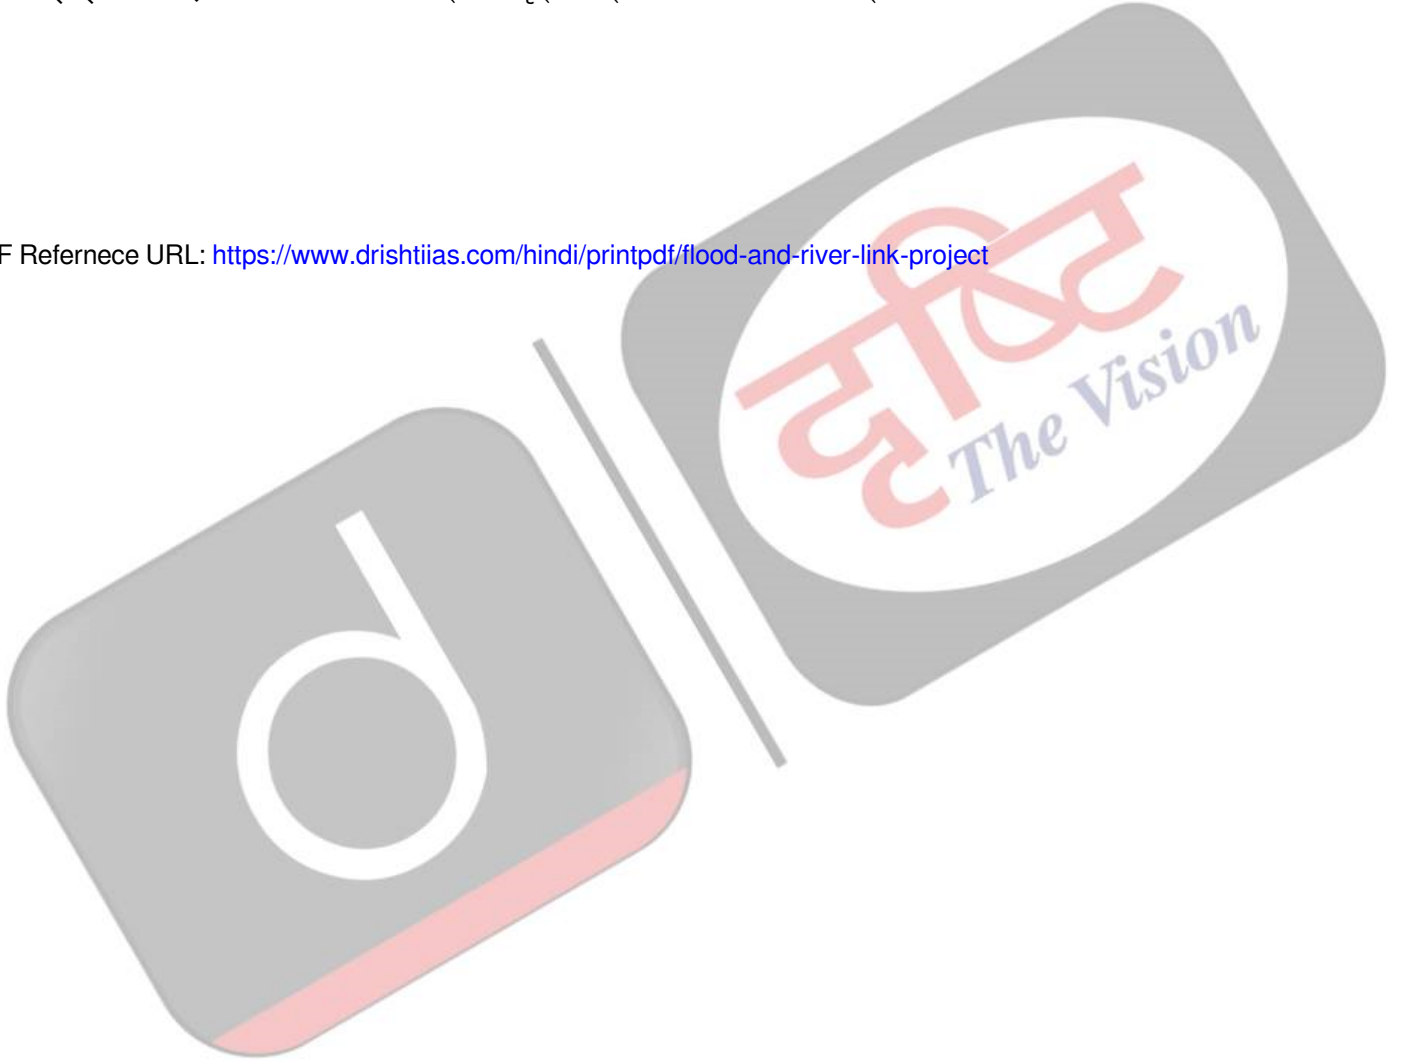 F Refernece URL: https://www.drishtiias.com/hindi/printpdf/flood-and-river-link-project
d
दृष्टि
The Vision